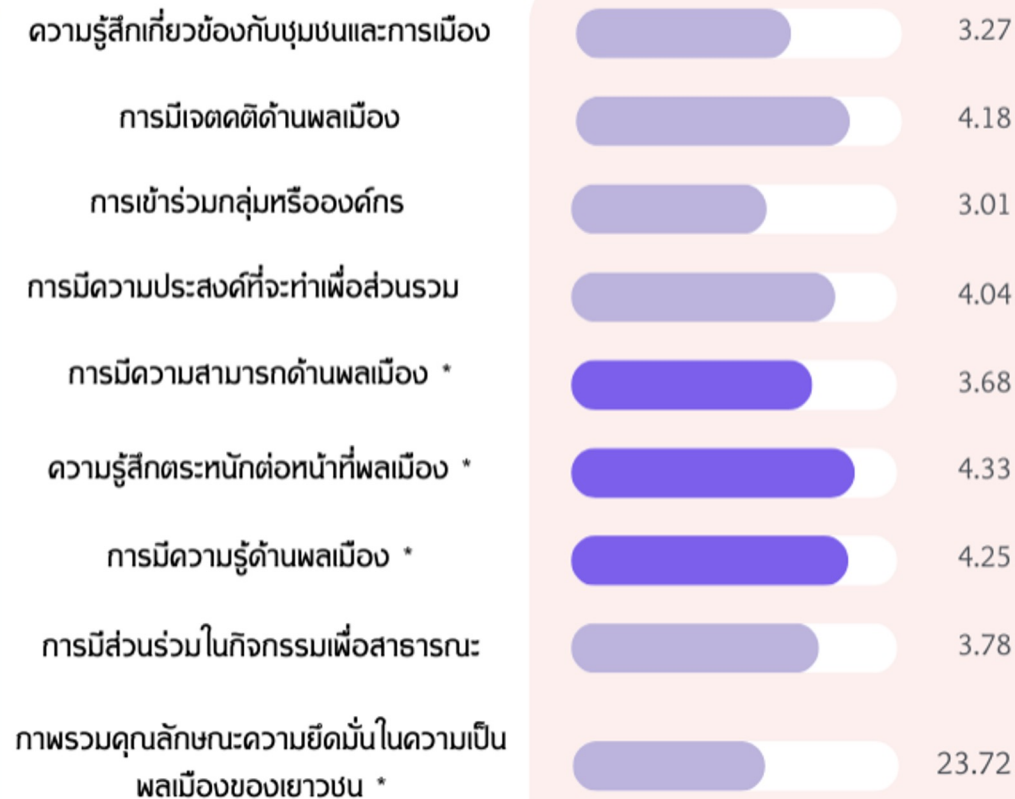 ความรู้สึกเกี่ยวข้องกับชุมชนและการเมือง 3.27
การมีเจตคติด้านพลเมือง 4.18
การเข้าร่วมกลุ่มหรือองค์กร 3.01
การมีความประสงค์ที่จะทำเพื่อส่วนรวม 4.04
การมีความสามารถด้านพลเมือง * 3.68
ความรู้สึกตระหนักต่อหน้าที่พลเมือง * 4.33
การมีความรู้ด้านพลเมือง * 4.25
การมีส่วนร่วมในกิจกรรมเพื่อสาธารณะ 3.78
ภาพรวมคุณลักษณะความยึดมั่นในความเป็น
พลเมืองของเยาวชน * 23.72